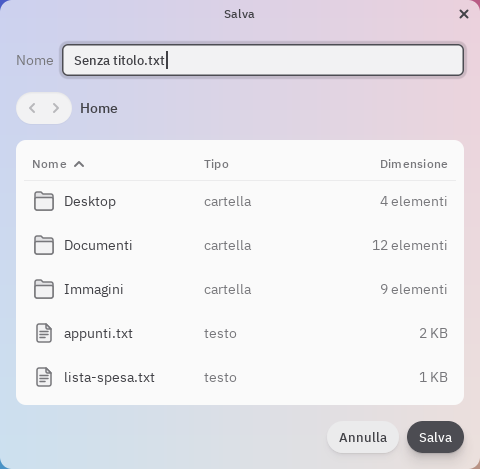 Salva
Nome Senza titolo.txt
Home
Nome Tipo Dimensione
Desktop cartella 4 elementi
Documenti cartella 12 elementi
Immagini cartella 9 elementi
appunti.txt testo 2 KB
lista-spesa.txt testo 1 KB
Annulla Salva